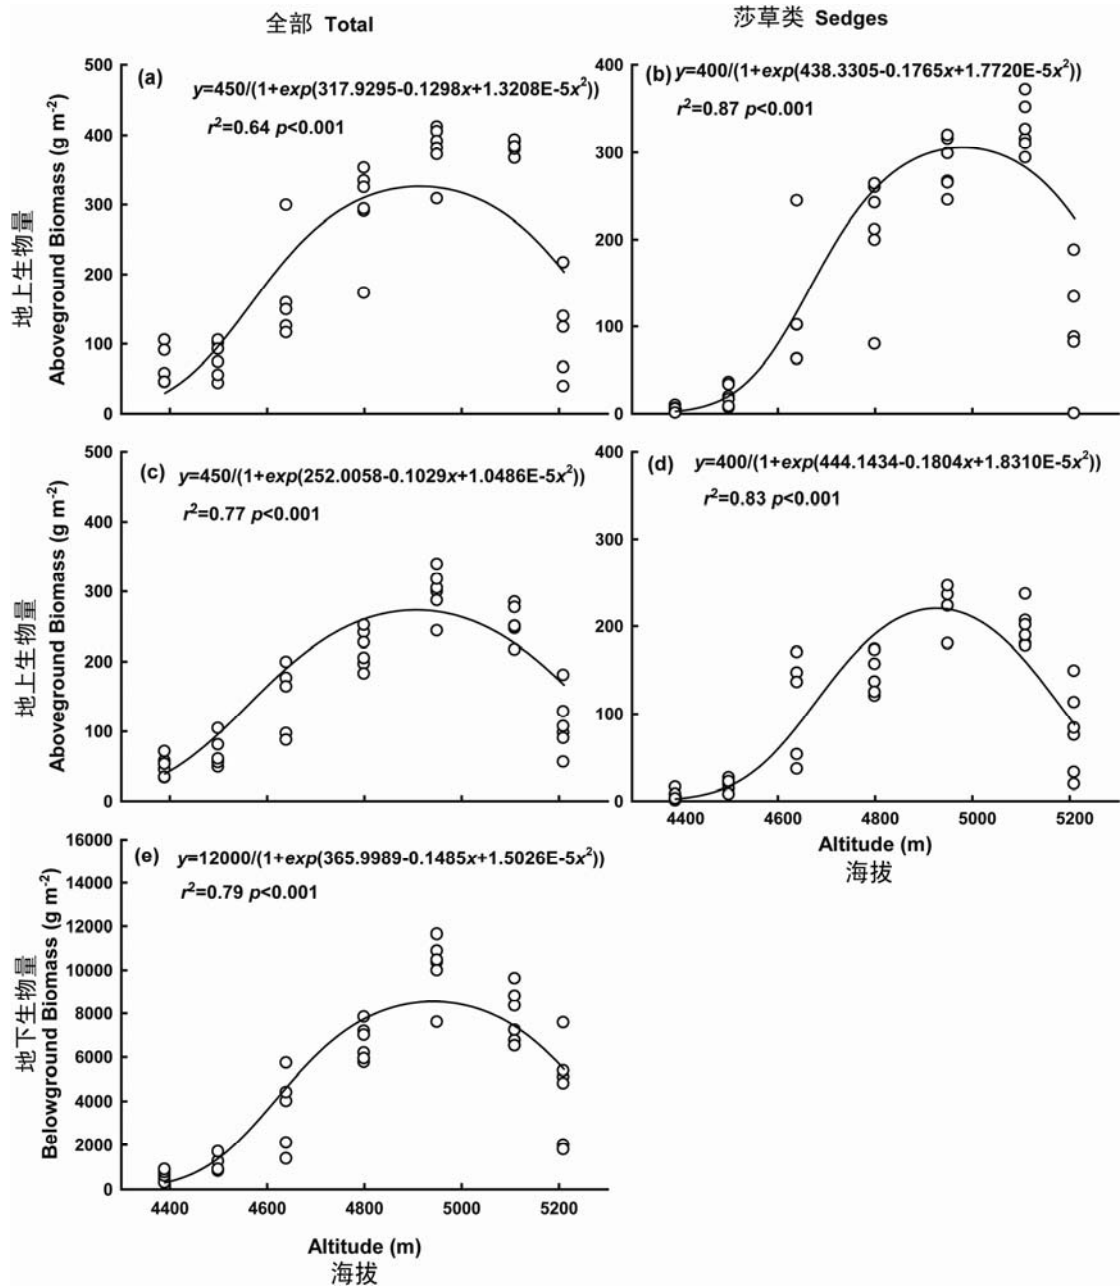 全部 Total
莎草类 Sedges
(a)
y=450/(1+exp(317.9295-0.1298x+1.3208E-5x²))
r²=0.64 p<0.001
地上生物量
Aboveground Biomass (g m⁻²)
500
400
300
200
100
0
(b) y=400/(1+exp(438.3305-0.1765x+1.7720E-5x²))
r²=0.87 p<0.001
400
300
200
100
0
(c) y=450/(1+exp(252.0058-0.1029x+1.0486E-5x²))
r²=0.77 p<0.001
地上生物量
Aboveground Biomass (g m⁻²)
500
400
300
200
100
0
(d) y=400/(1+exp(444.1434-0.1804x+1.8310E-5x²))
r²=0.83 p<0.001
400
300
200
100
0
4400 4600 4800 5000 5200
Altitude (m)
海拔
(e) y=12000/(1+exp(365.9989-0.1485x+1.5026E-5x²))
r²=0.79 p<0.001
地下生物量
Belowground Biomass (g m⁻²)
16000
14000
12000
10000
8000
6000
4000
2000
0
4400 4600 4800 5000 5200
Altitude (m)
海拔